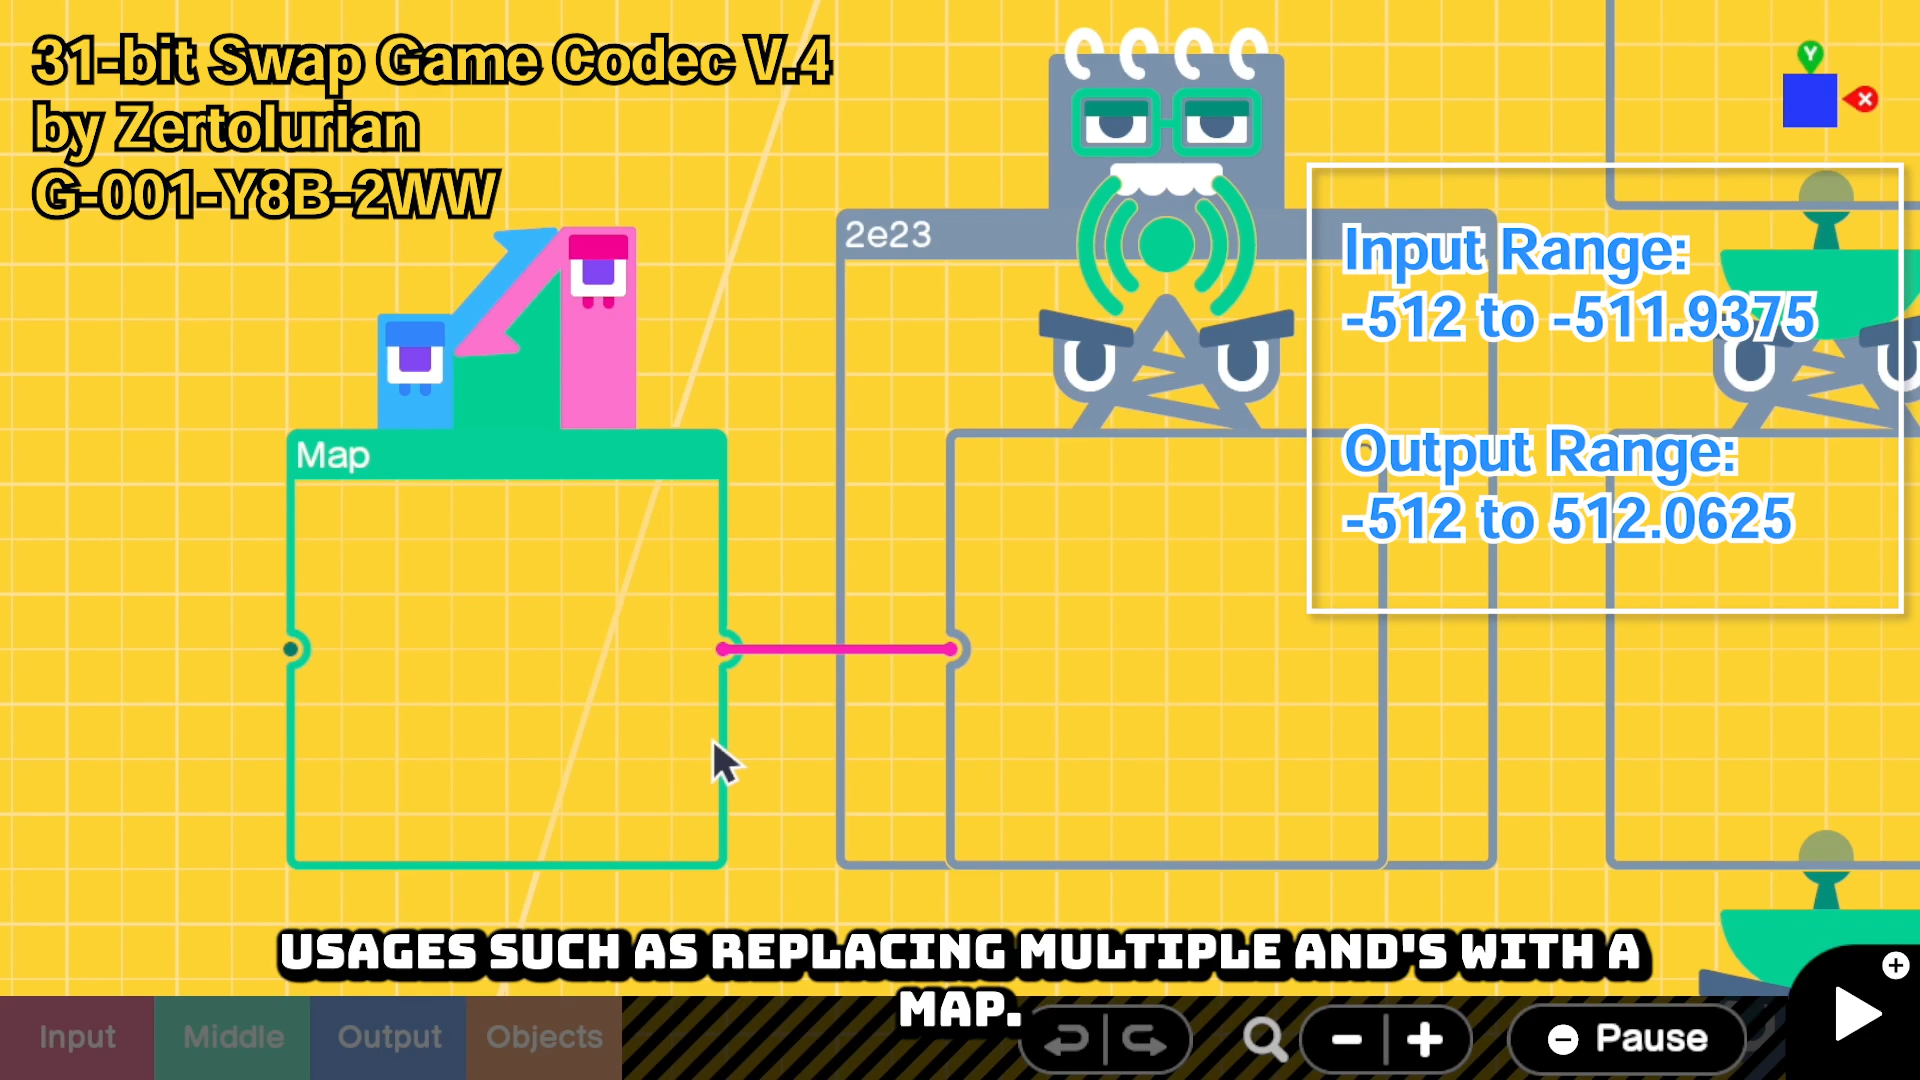 31-bit Swap Game Codec V.4
by Zertolurian
G-001-Y8B-2WW
Y
X
2e23
Input Range:
-512 to -511.9375
Output Range:
-512 to 512.0625
Map
USAGES SUCH AS REPLACING MULTIPLE AND'S WITH A
MAP.
Input
Middle
Output
Objects
Pause